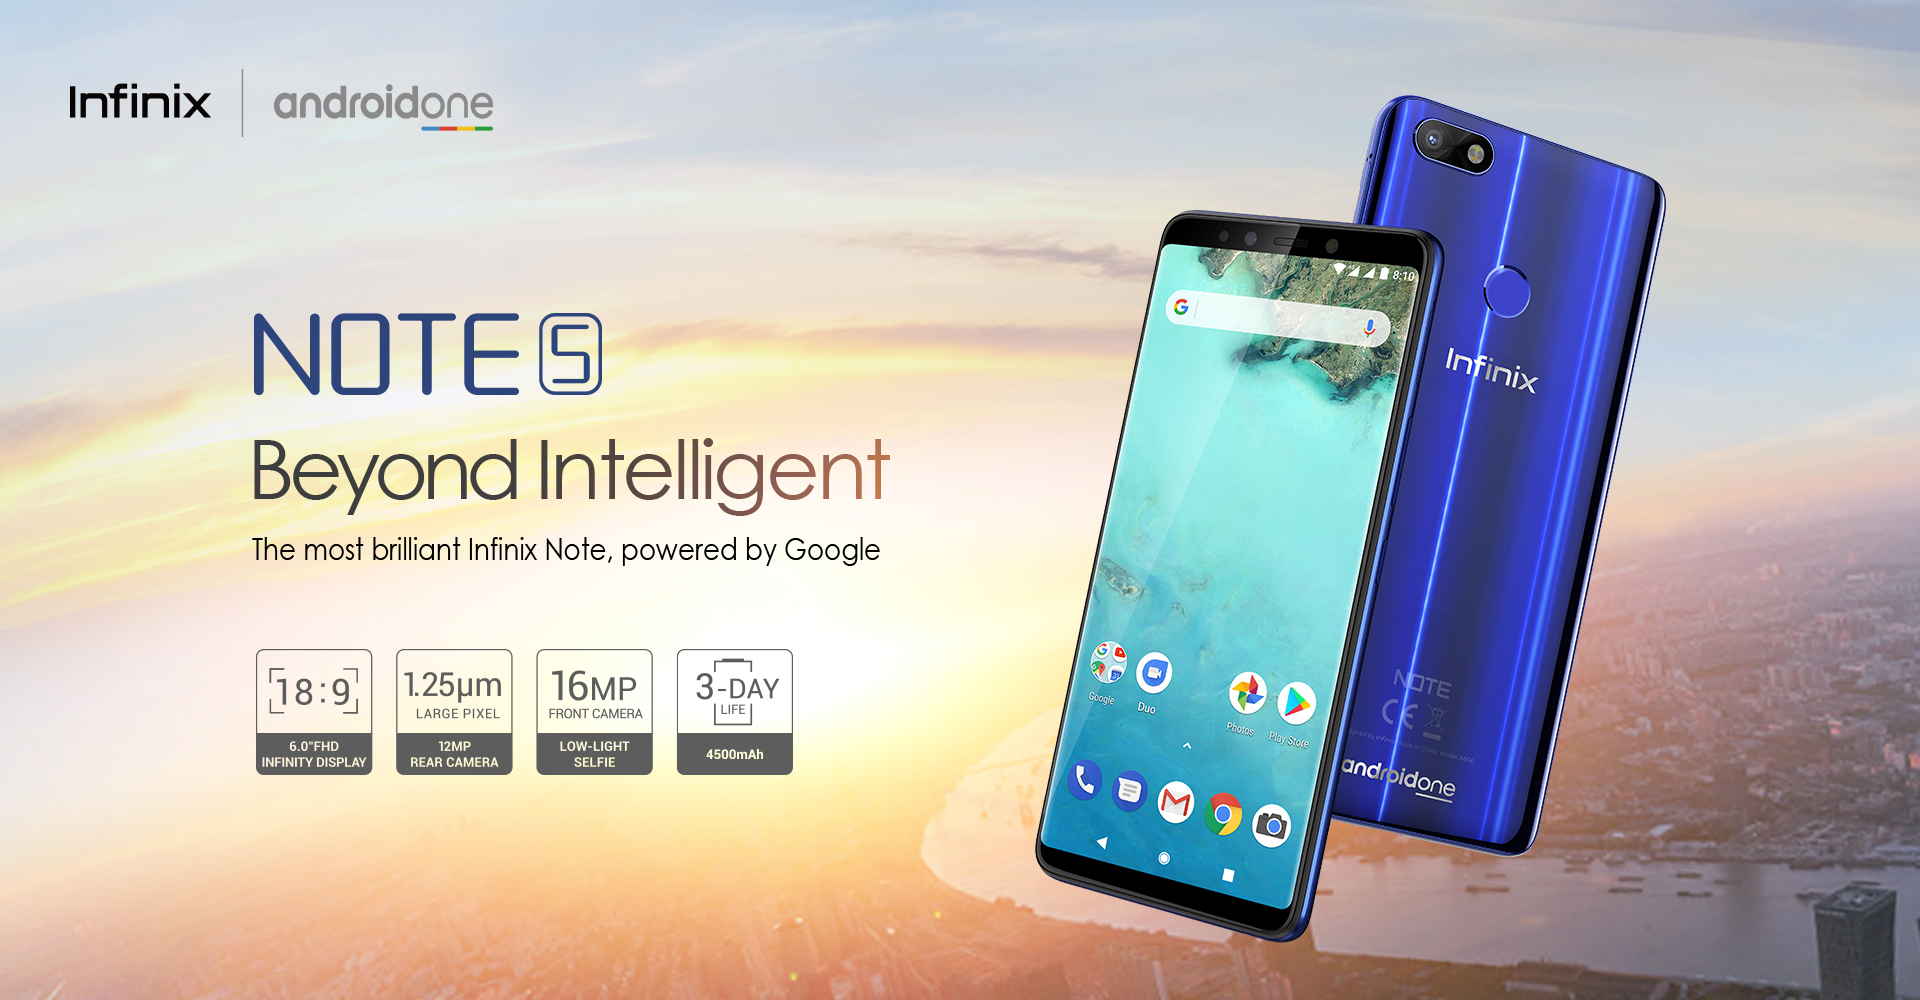 Infinix | androidone
NOTE 5
Beyond Intelligent
The most brilliant Infinix Note, powered by Google
18:9
6.0"FHD
INFINITY DISPLAY
1.25µm
LARGE PIXEL
12MP
REAR CAMERA
16MP
FRONT CAMERA
LOW-LIGHT
SELFIE
3-DAY
LIFE
4500mAh
8:10
G
Google
Duo
Photos
Play Store
Infinix
NOTE
CE
androidone